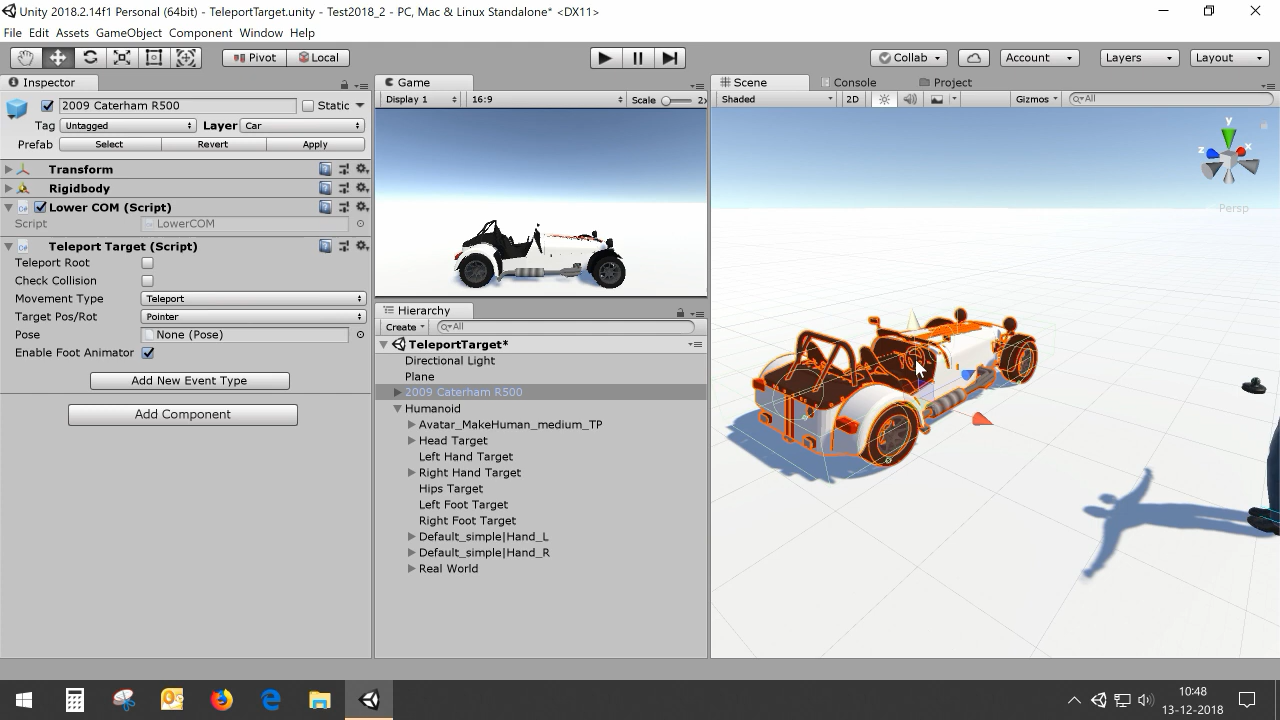 Unity 2018.2.14f1 Personal (64bit) - TeleportTarget.unity - Test2018_2 - PC, Mac & Linux Standalone* <DX11>
File Edit Assets GameObject Component Window Help
Pivot Local Collab Account Layers Layout
Inspector
2009 Caterham R500 Static
Tag Untagged Layer Car
Prefab Select Revert Apply
Transform
Rigidbody
Lower COM (Script)
Script LowerCOM
Teleport Target (Script)
Teleport Root
Check Collision
Movement Type Teleport
Target Pos/Rot Pointer
Pose None (Pose)
Enable Foot Animator
Add New Event Type
Add Component
Game
Display 1 16:9 Scale 2x
Hierarchy
Create All
TeleportTarget*
Directional Light
Plane
2009 Caterham R500
Humanoid
Avatar_MakeHuman_medium_TP
Head Target
Left Hand Target
Right Hand Target
Hips Target
Left Foot Target
Right Foot Target
Default_simple|Hand_L
Default_simple|Hand_R
Real World
Scene Console Project
Shaded 2D Gizmos All
y
z x
Persp
10:48
13-12-2018